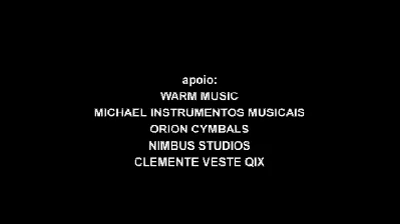 apoio:
WARM MUSIC
MICHAEL INSTRUMENTOS MUSICAIS
ORION CYMBALS
NIMBUS STUDIOS
CLEMENTE VESTE QIX